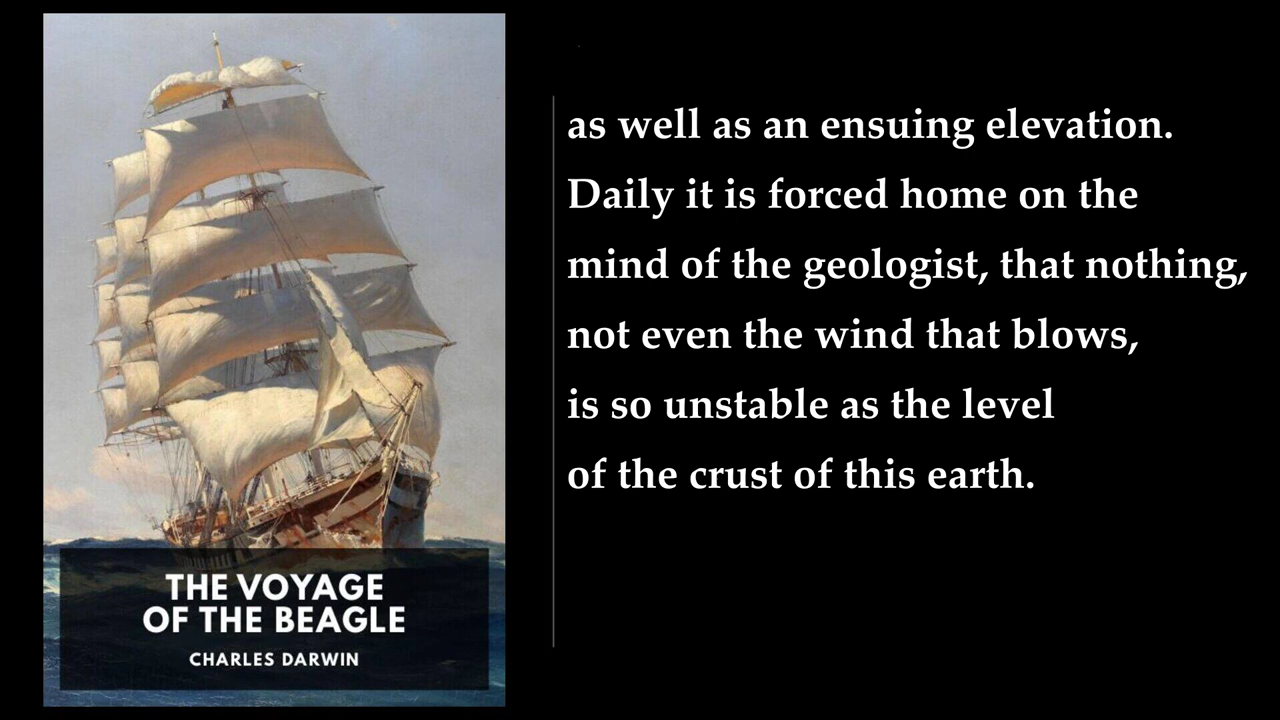 THE VOYAGE
OF THE BEAGLE
CHARLES DARWIN
as well as an ensuing elevation.
Daily it is forced home on the
mind of the geologist, that nothing,
not even the wind that blows,
is so unstable as the level
of the crust of this earth.